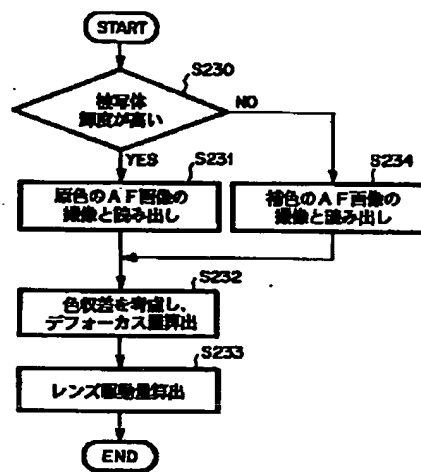 START
S230
被写体
輝度が高い
NO
YES
S231
原色のAF画像の
撮像と読み出し
S234
補色のAF画像の
撮像と読み出し
S232
色収差を考慮し、
デフォーカス量算出
S233
レンズ駆動量算出
END